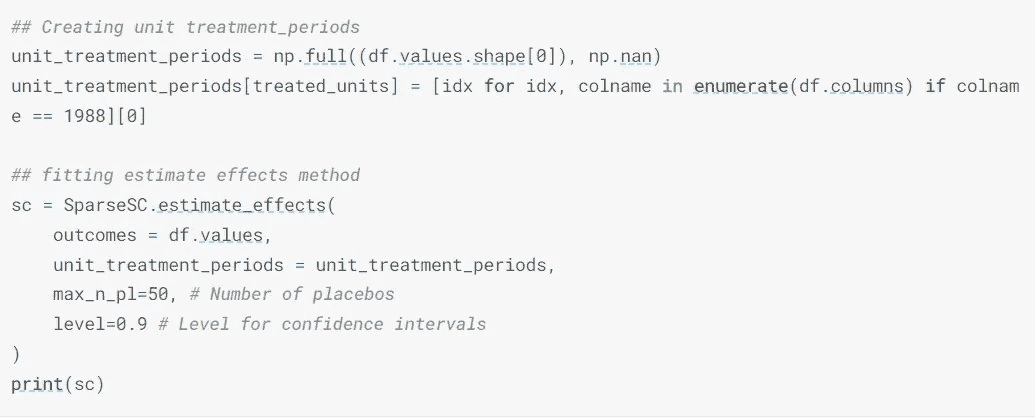 ## Creating unit treatment_periods
unit_treatment_periods = np.full((df.values.shape[0]), np.nan)
unit_treatment_periods[treated_units] = [idx for idx, colname in enumerate(df.columns) if colnam
e == 1988][0]
## fitting estimate effects method
sc = SparseSC.estimate_effects(
    outcomes = df.values,
    unit_treatment_periods = unit_treatment_periods,
    max_n_pl=50, # Number of placebos
    level=0.9 # Level for confidence intervals
)
print(sc)